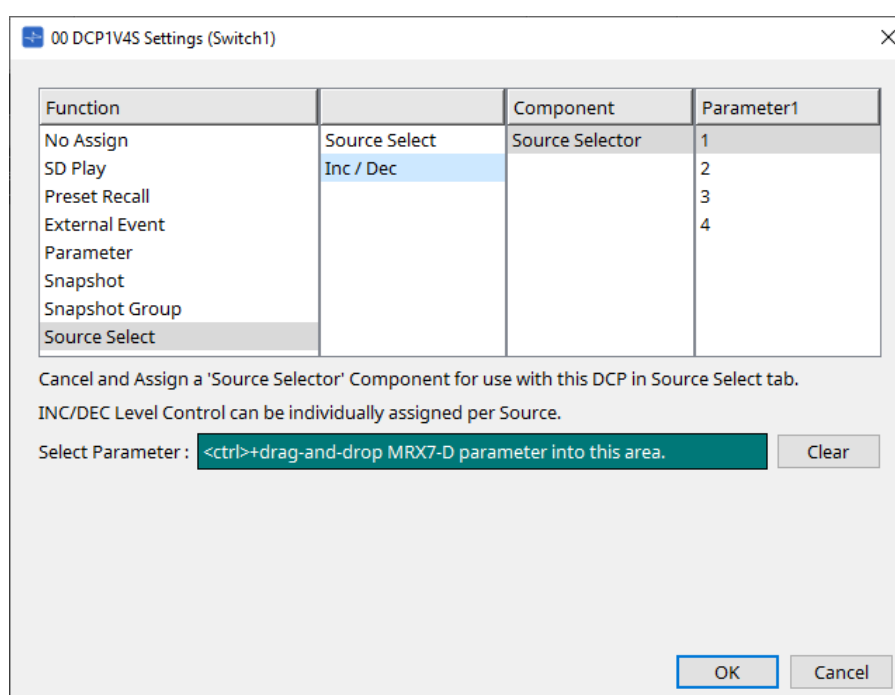 00 DCP1V4S Settings (Switch1)
Function Component Parameter1
No Assign Source Select Source Selector 1
SD Play Inc / Dec 2
Preset Recall 3
External Event 4
Parameter
Snapshot
Snapshot Group
Source Select
Cancel and Assign a 'Source Selector' Component for use with this DCP in Source Select tab.
INC/DEC Level Control can be individually assigned per Source.
Select Parameter : <ctrl>+drag-and-drop MRX7-D parameter into this area. Clear
OK Cancel